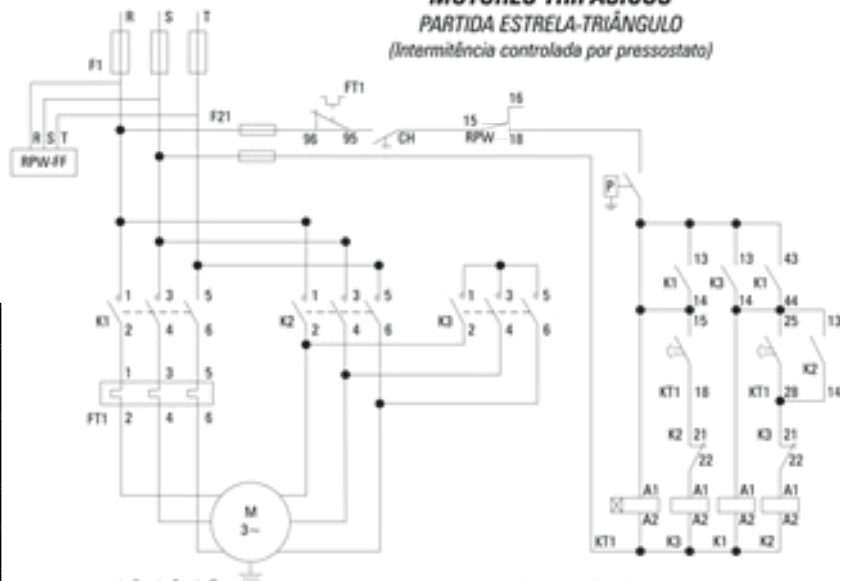 MOTORES TRIFÁSICOS
PARTIDA ESTRELA-TRIÂNGULO
(Intermitência controlada por pressostato)
R S T
F1
FT1
16
F21
15
R S T
96 95 CH RPW 18
RPW-FF
P
13 13 43
K1 K3 K1
1 3 5 1 3 5 1 3 5
14 14 44
K1 K2 K3
15 25 13
2 4 6 2 4 6 2 4 6
K2
1 3 5
KT1 18 KT1 28 14
FT1 2 4 6
K2 21 K3 21
22 22
A1 A1 A1 A1
M
3~
A2 A2 A2 A2
KT1 K3 K1 K2